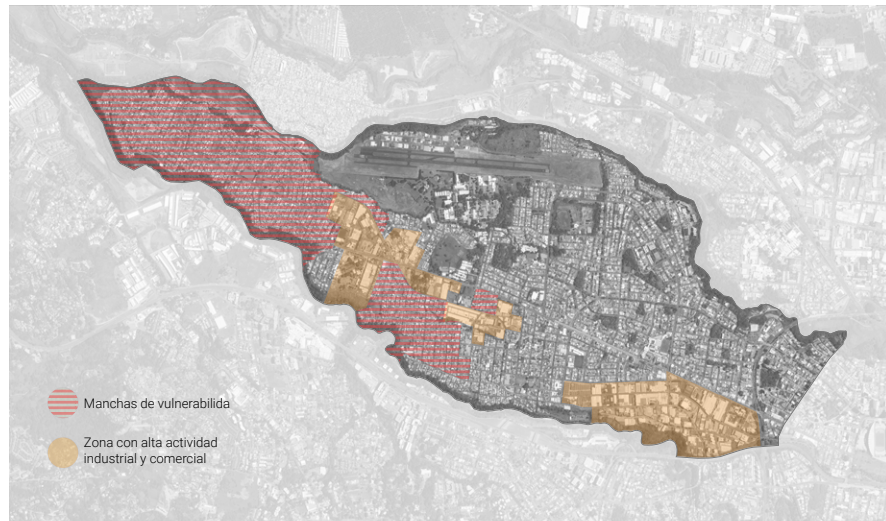 Manchas de vulnerabilida
Zona con alta actividad
industrial y comercial